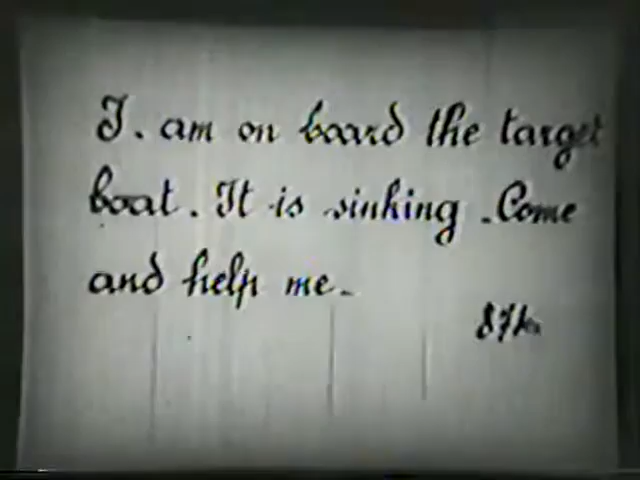 I. am on board the target
boat. It is sinking. Come
and help me.